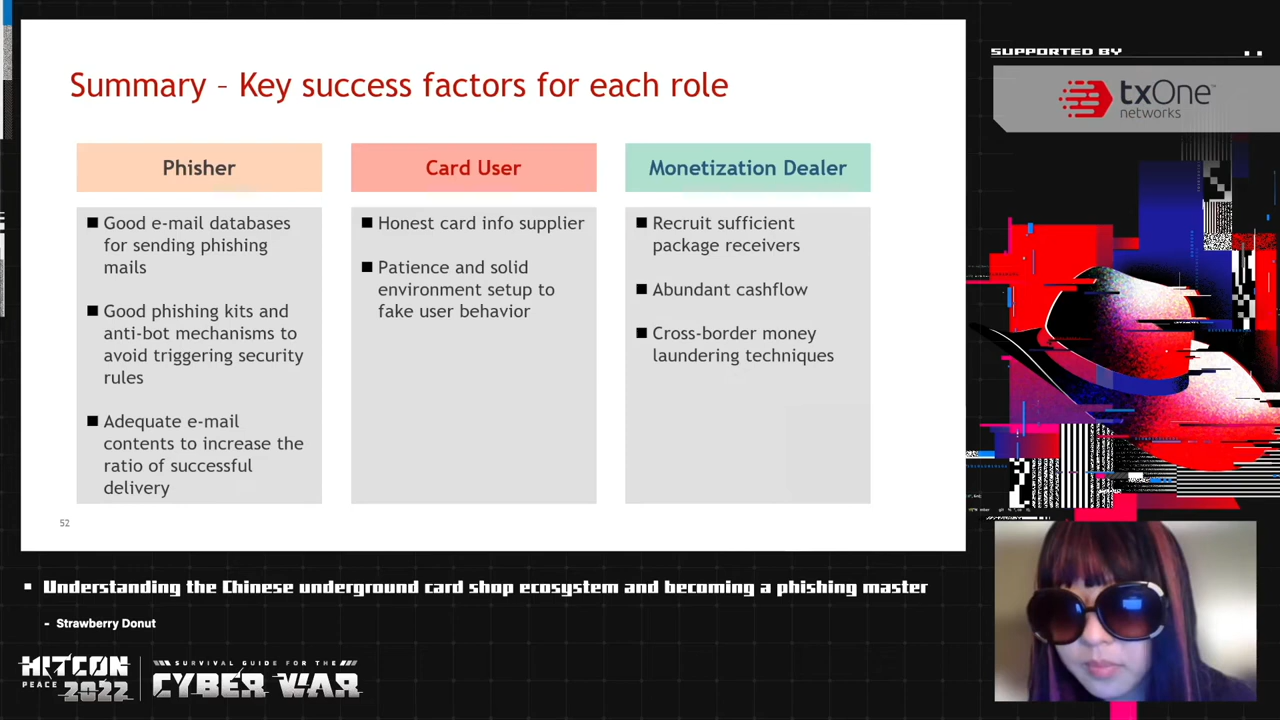 SUPPORTED BY
txOne
networks
Summary – Key success factors for each role
Phisher
■ Good e-mail databases
for sending phishing
mails
■ Good phishing kits and
anti-bot mechanisms to
avoid triggering security
rules
■ Adequate e-mail
contents to increase the
ratio of successful
delivery
Card User
■ Honest card info supplier
■ Patience and solid
environment setup to
fake user behavior
Monetization Dealer
■ Recruit sufficient
package receivers
■ Abundant cashflow
■ Cross-border money
laundering techniques
52
Understanding the Chinese underground card shop ecosystem and becoming a phishing master
- Strawberry Donut
HITCON
PEACE 2022
SURVIVAL GUIDE FOR THE
CYBER WAR